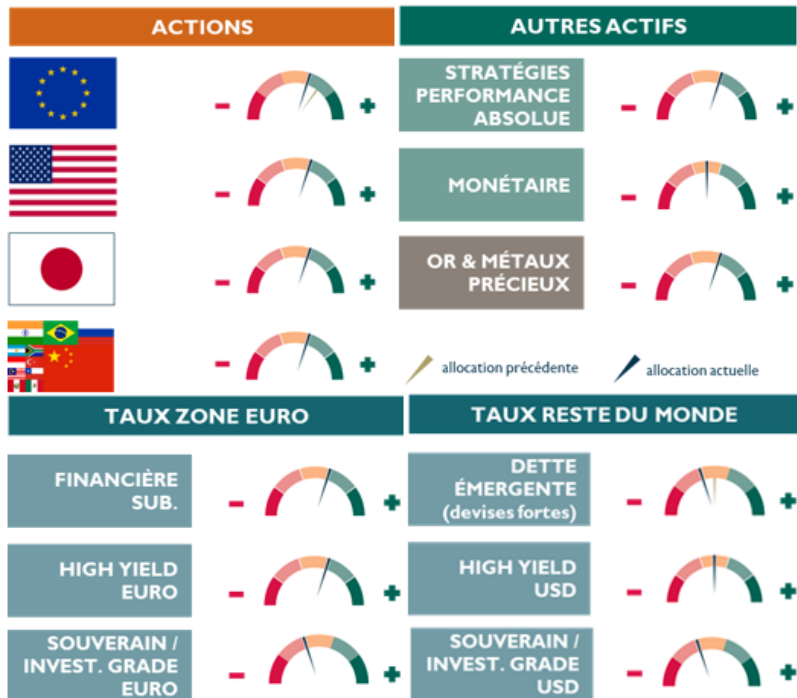 ACTIONS
AUTRES ACTIFS
STRATÉGIES
PERFORMANCE
ABSOLUE
MONÉTAIRE
OR & MÉTAUX
PRÉCIEUX
allocation précédente
allocation actuelle
TAUX ZONE EURO
TAUX RESTE DU MONDE
FINANCIÈRE
SUB.
DETTE
ÉMERGENTE
(devises fortes)
HIGH YIELD
EURO
HIGH YIELD
USD
SOUVERAIN /
INVEST. GRADE
EURO
SOUVERAIN /
INVEST. GRADE
USD